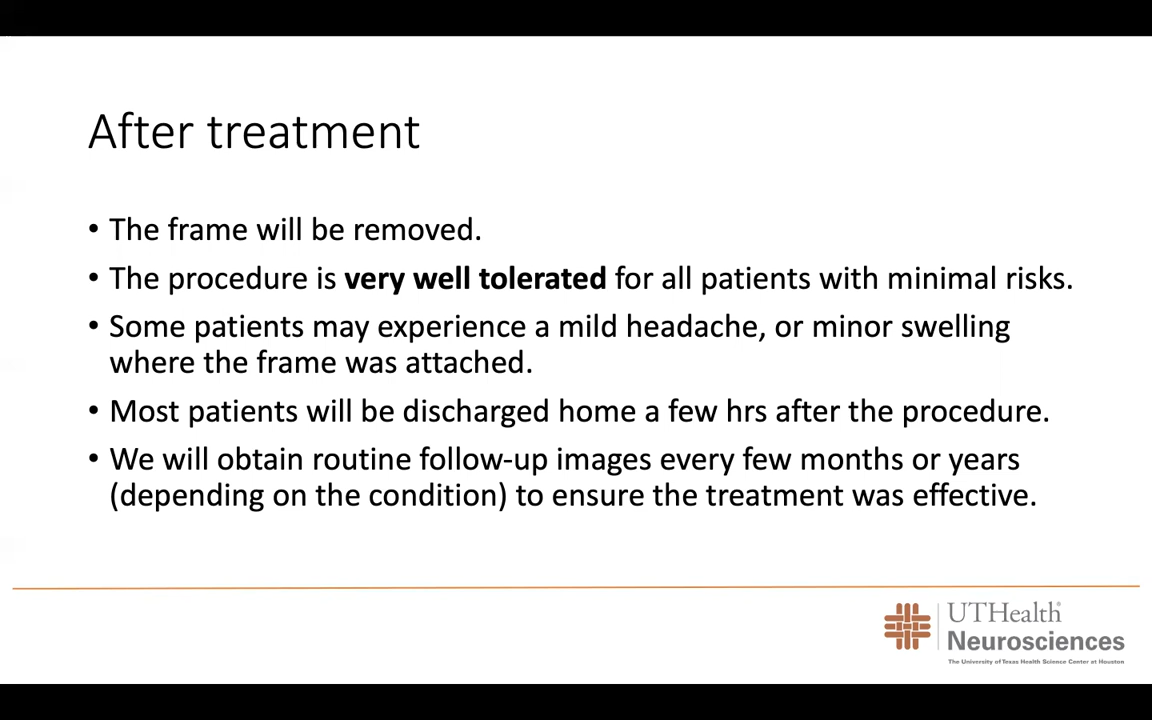 After treatment
• The frame will be removed.
• The procedure is very well tolerated for all patients with minimal risks.
• Some patients may experience a mild headache, or minor swelling
where the frame was attached.
• Most patients will be discharged home a few hrs after the procedure.
• We will obtain routine follow-up images every few months or years
(depending on the condition) to ensure the treatment was effective.
UTHealth®
Neurosciences
The University of Texas Health Science Center at Houston